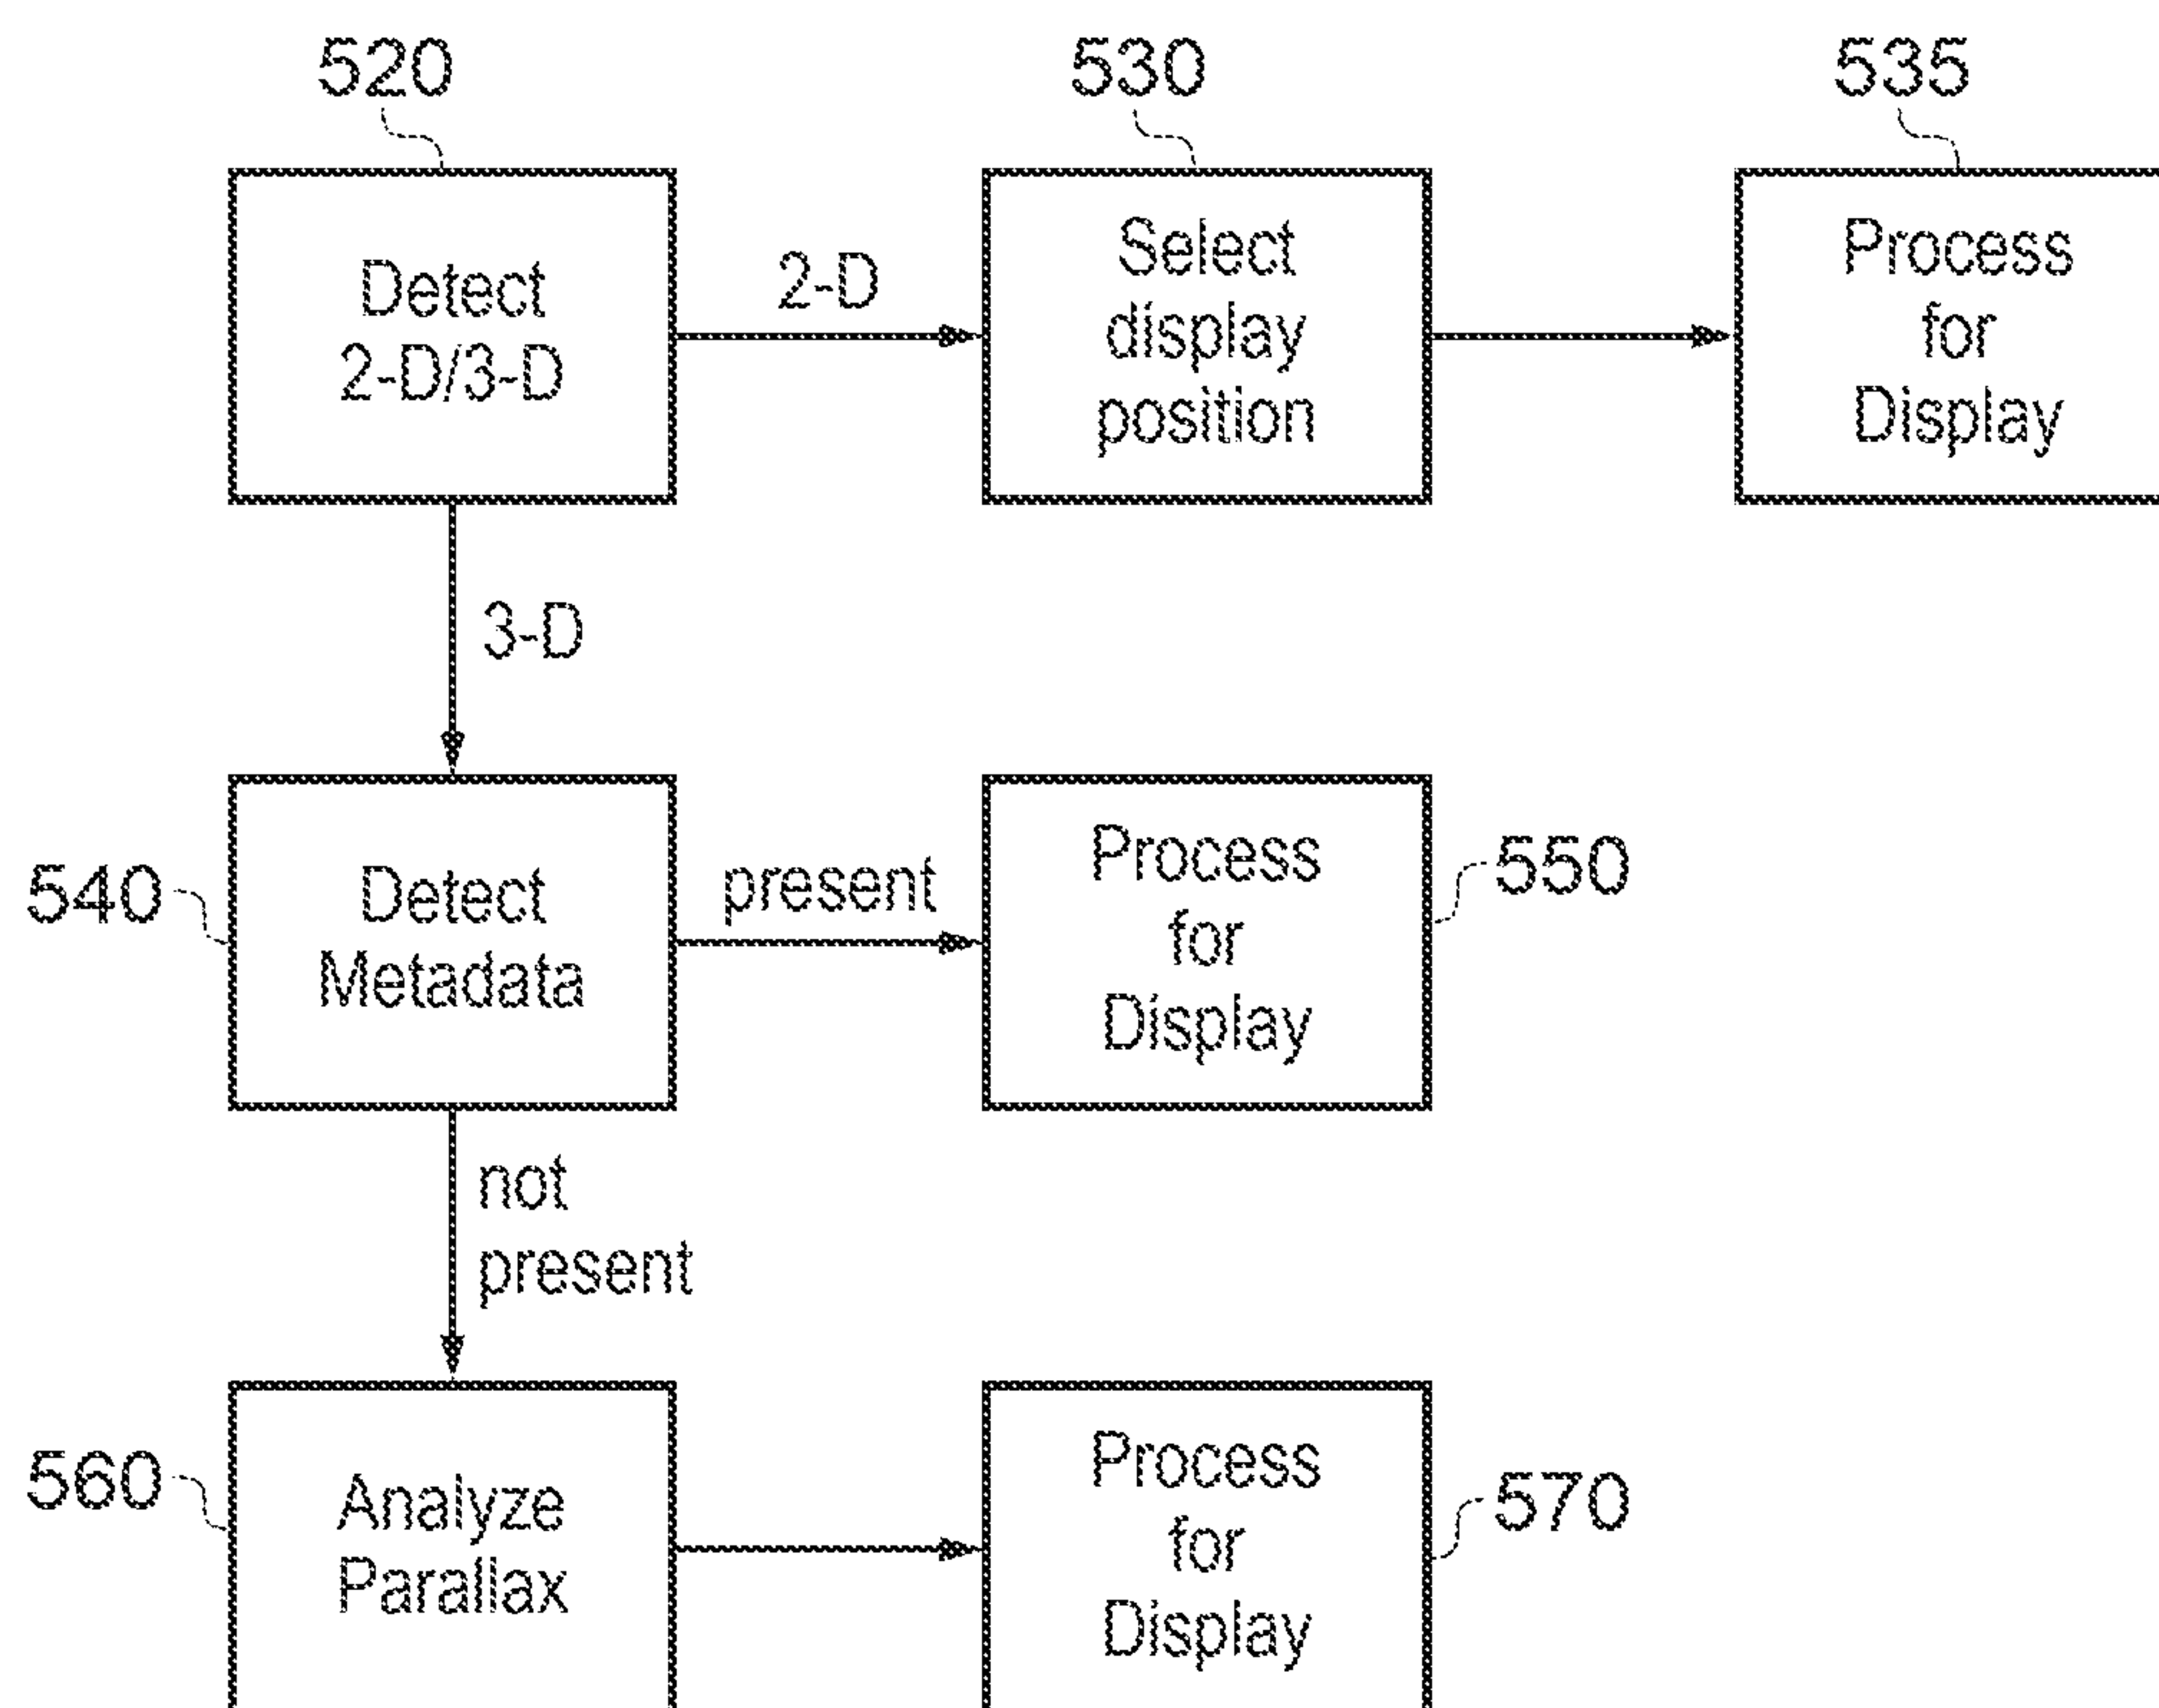 520
530
535
Detect
2-D/3-D
2-D
Select
display
position
Process
for
Display
3-D
540
Detect
Metadata
present
Process
for
Display
550
not
present
560
Analyze
Parallax
Process
for
Display
570